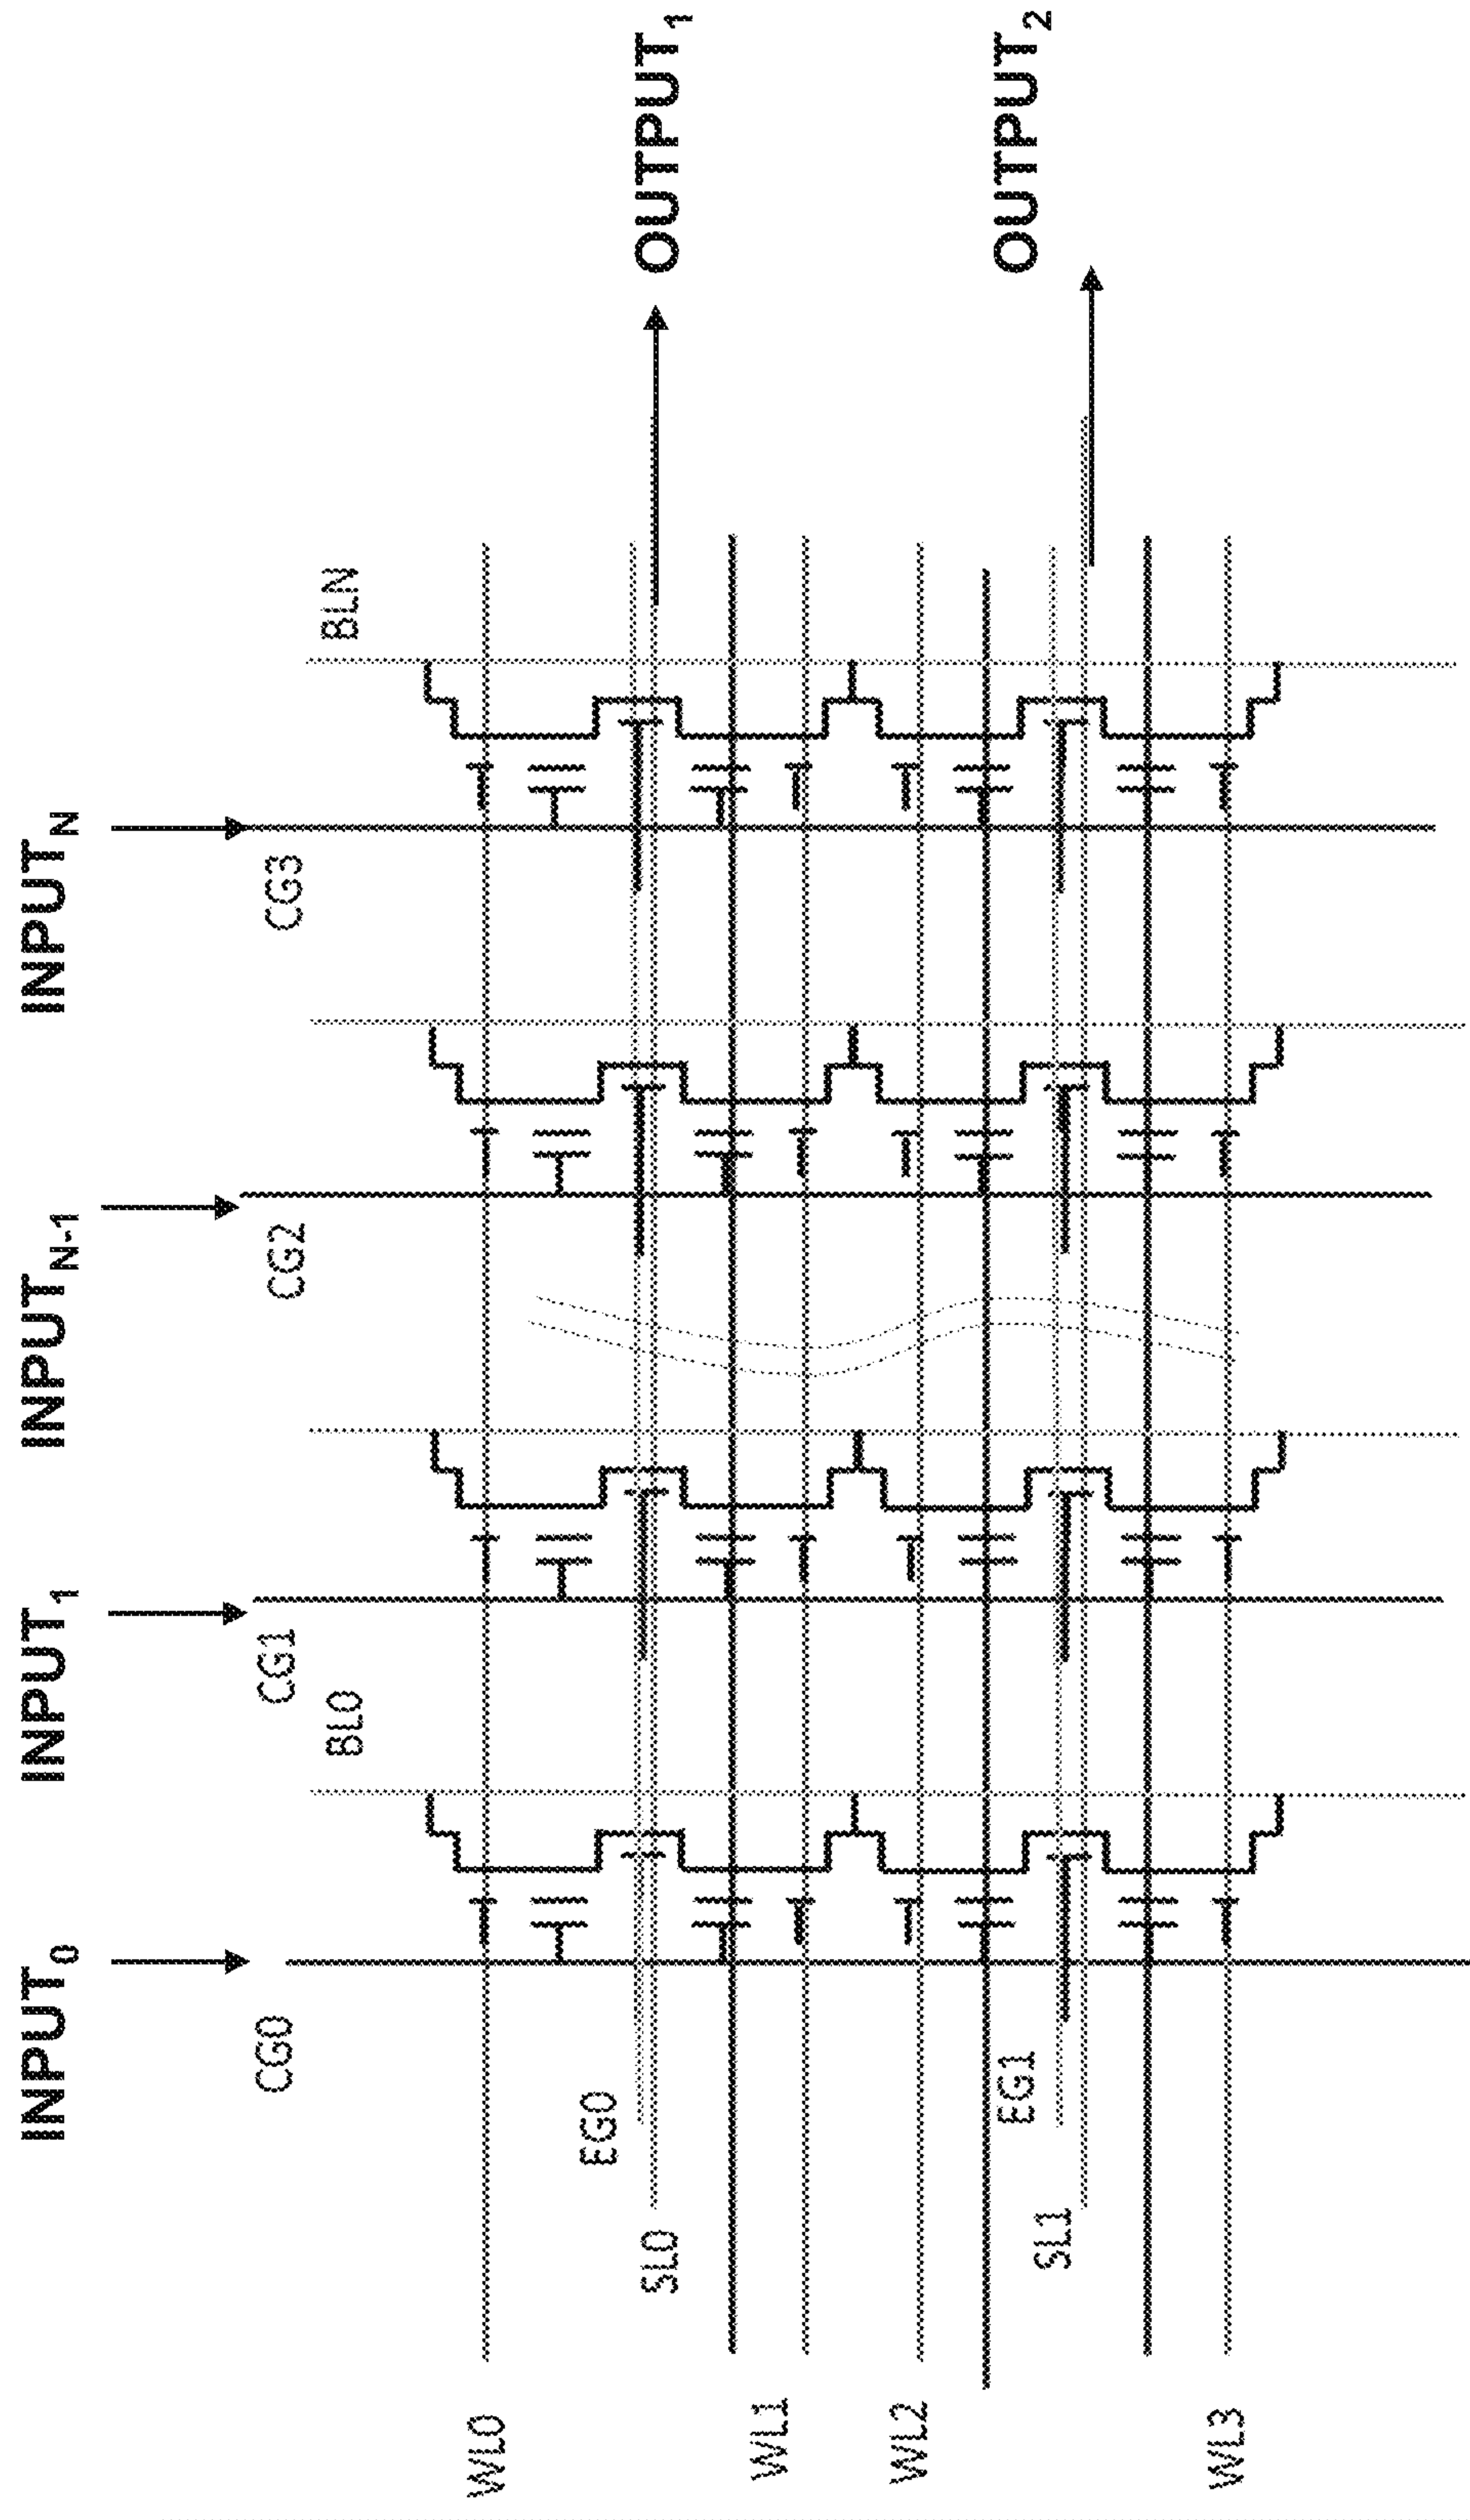 INPUT0
INPUT1
INPUTN-1
INPUTN
CG0
CG1
CG2
CG3
BL0
BLN
WL0
EG0
SL0
OUTPUT1
WL1
WL2
EG1
SL1
OUTPUT2
WL3